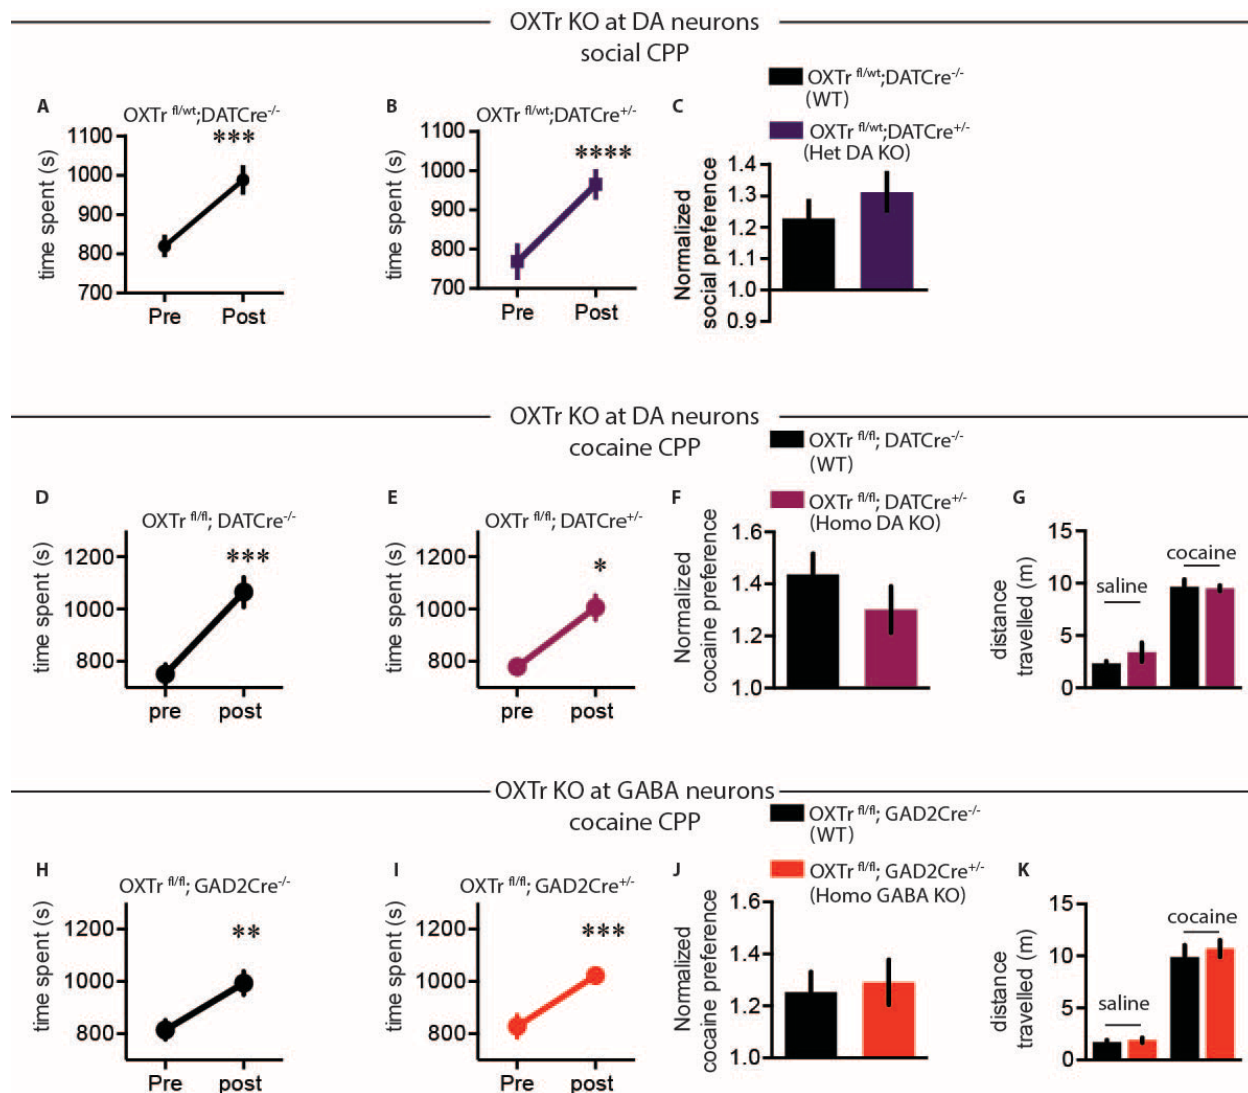 OXTr KO at DA neurons
social CPP
A
OXTr fl/wt;DATCre-/-
***
time spent (s)
1100
1000
900
800
700
Pre
Post
B
OXTr fl/wt;DATCre+/-
****
time spent (s)
1100
1000
900
800
700
Pre
Post
C
OXTr fl/wt;DATCre-/-
(WT)
OXTr fl/wt;DATCre+/-
(Het DA KO)
Normalized
social preference
1.4
1.3
1.2
1.1
1.0
0.9
OXTr KO at DA neurons
cocaine CPP
D
OXTr fl/fl; DATCre-/-
***
time spent (s)
1200
1000
800
pre
post
E
OXTr fl/fl; DATCre+/-
*
time spent (s)
1200
1000
800
pre
post
F
OXTr fl/fl; DATCre-/-
(WT)
OXTr fl/fl; DATCre+/-
(Homo DA KO)
Normalized
cocaine preference
1.6
1.4
1.2
1.0
G
distance
travelled (m)
15
10
5
0
saline
cocaine
OXTr KO at GABA neurons
cocaine CPP
H
OXTr fl/fl; GAD2Cre-/-
**
time spent (s)
1200
1000
800
Pre
post
I
OXTr fl/fl; GAD2Cre+/-
***
time spent (s)
1200
1000
800
Pre
post
J
OXTr fl/fl; GAD2Cre-/-
(WT)
OXTr fl/fl; GAD2Cre+/-
(Homo GABA KO)
Normalized
cocaine preference
1.6
1.4
1.2
1.0
K
distance
travelled (m)
15
10
5
0
saline
cocaine